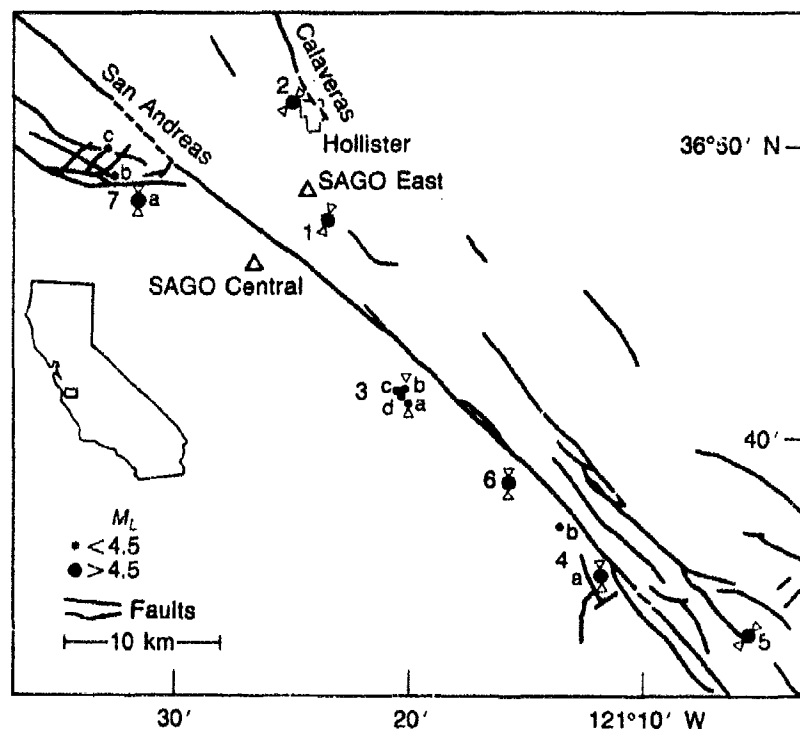 San Andreas
Calaveras
2
Hollister
36°50′ N
c
b
7
a
SAGO East
1
SAGO Central
3
c
b
d
a
40′
6
b
4
a
5
M_L
< 4.5
> 4.5
Faults
10 km
30′
20′
121°10′ W